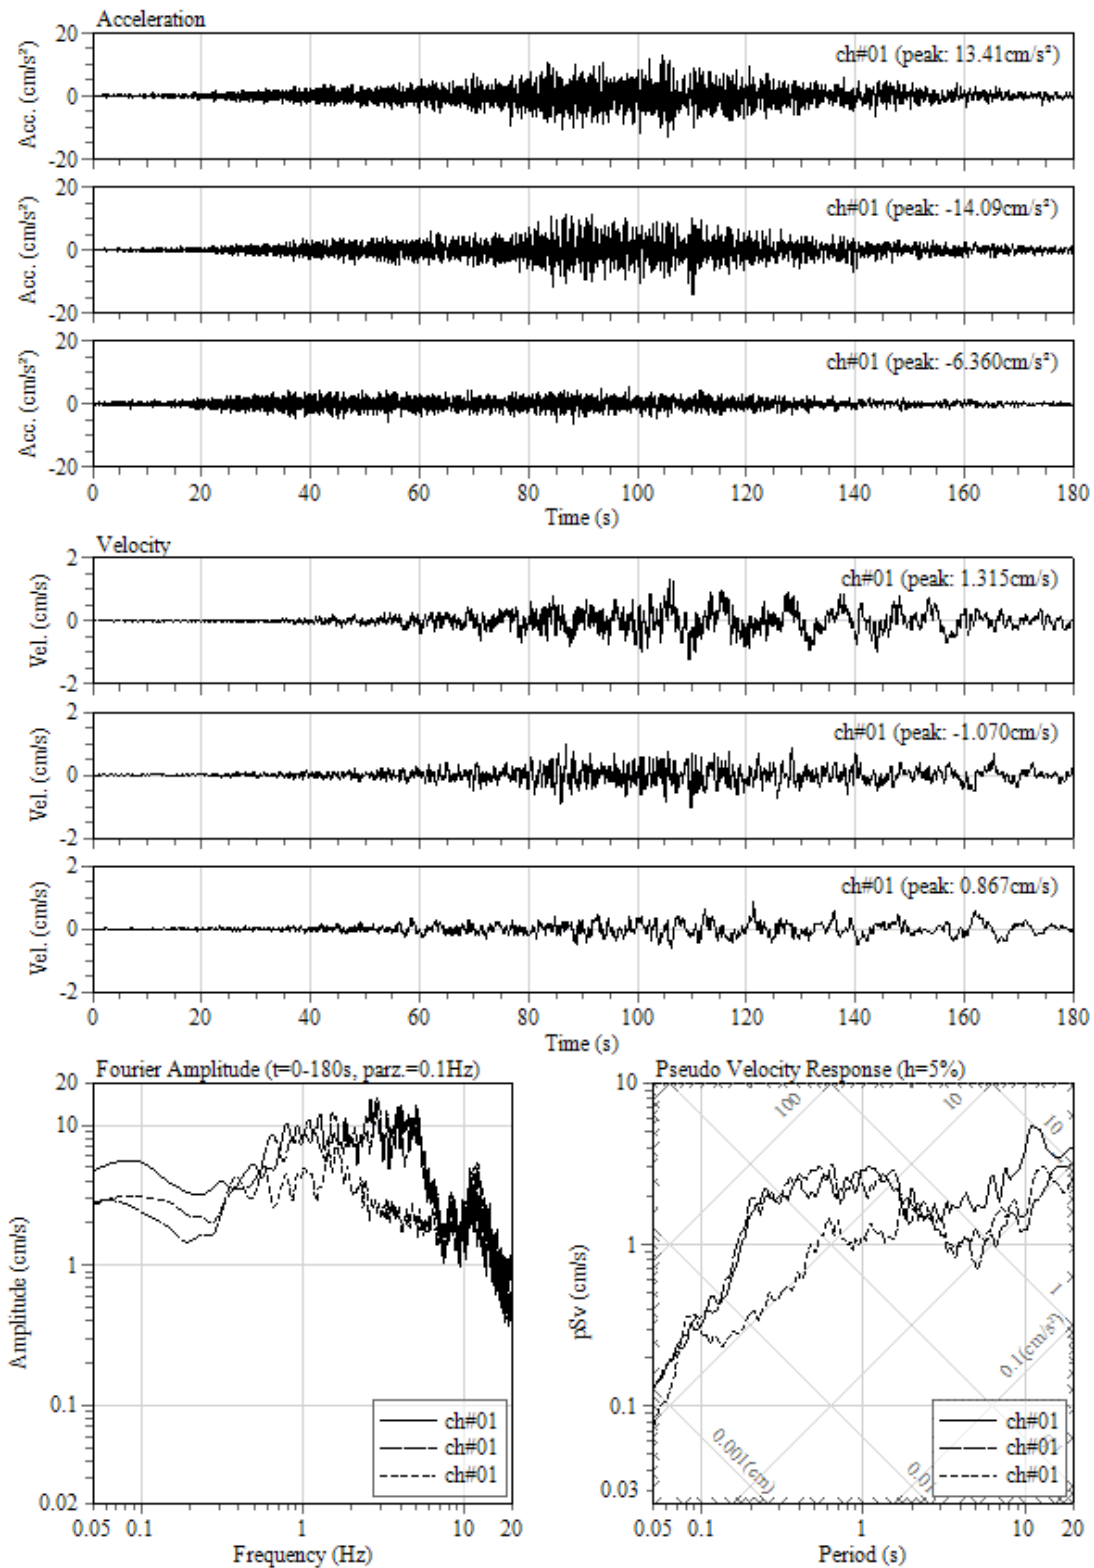 Acceleration
20
0
-20
Acc. (cm/s²)
ch#01 (peak: 13.41cm/s²)
20
0
-20
Acc. (cm/s²)
ch#01 (peak: -14.09cm/s²)
20
0
-20
Acc. (cm/s²)
ch#01 (peak: -6.360cm/s²)
0 20 40 60 80 100 120 140 160 180
Time (s)
Velocity
2
0
-2
Vel. (cm/s)
ch#01 (peak: 1.315cm/s)
2
0
-2
Vel. (cm/s)
ch#01 (peak: -1.070cm/s)
2
0
-2
Vel. (cm/s)
ch#01 (peak: 0.867cm/s)
0 20 40 60 80 100 120 140 160 180
Time (s)
Fourier Amplitude (t=0-180s, parz.=0.1Hz)
20
10
1
0.1
0.02
Amplitude (cm/s)
ch#01
ch#01
ch#01
0.05 0.1 1 10 20
Frequency (Hz)
Pseudo Velocity Response (h=5%)
10
1
0.1
0.03
pSv (cm/s)
100
10
10
1
0.1(cm/s²)
0.001(cm)
ch#01
ch#01
ch#01
0.05 0.1 1 10 20
Period (s)